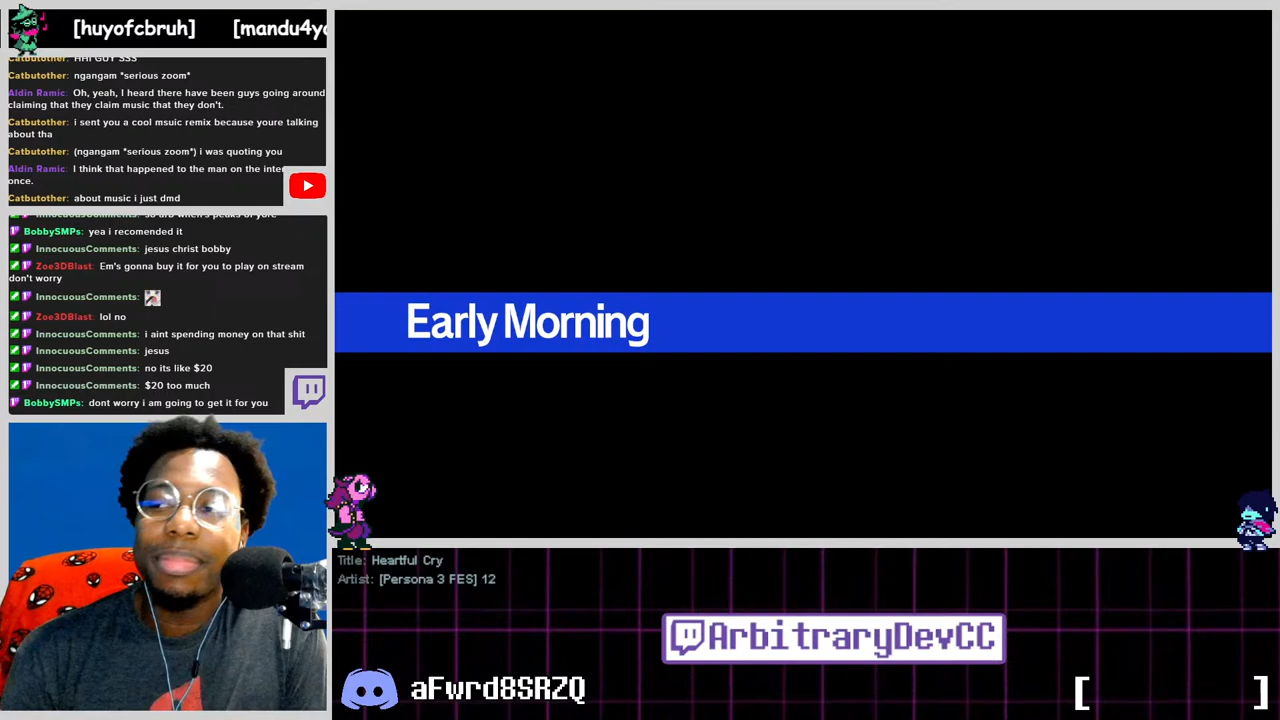 [huyofcbruh] [mandu4yo
Catbutother: HHI GUY SSS
Catbutother: ngangam *serious zoom*
Aldin Ramic: Oh, yeah, I heard there have been guys going around
claiming that they claim music that they don't.
Catbutother: i sent you a cool msuic remix because youre talking
about tha
Catbutother: (ngangam *serious zoom*) i was quoting you
Aldin Ramic: I think that happened to the man on the inter
once.
Catbutother: about music i just dmd
BobbySMPs: yea i recomended it
InnocuousComments: jesus christ bobby
Zoe3DBlast: Em's gonna buy it for you to play on stream
don't worry
InnocuousComments:
Zoe3DBlast: lol no
InnocuousComments: i aint spending money on that shit
InnocuousComments: jesus
InnocuousComments: no its like $20
InnocuousComments: $20 too much
BobbySMPs: dont worry i am going to get it for you
Early Morning
Title: Heartful Cry
Artist: [Persona 3 FES] 12
ArbitraryDevCC
aFwrd8SRZQ
[ ]